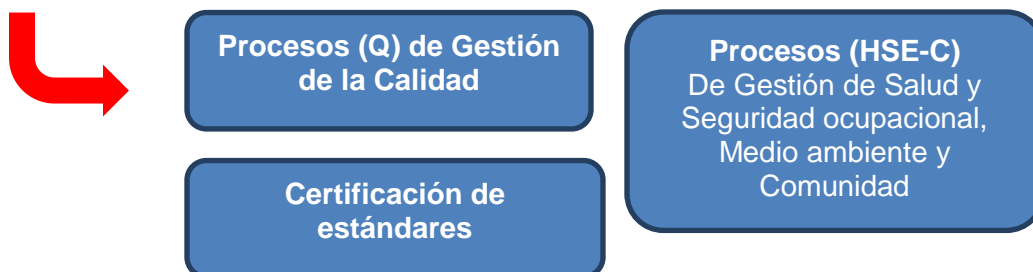 Procesos (Q) de Gestión
de la Calidad
Certificación de
estándares
Procesos (HSE-C)
De Gestión de Salud y
Seguridad ocupacional,
Medio ambiente y
Comunidad